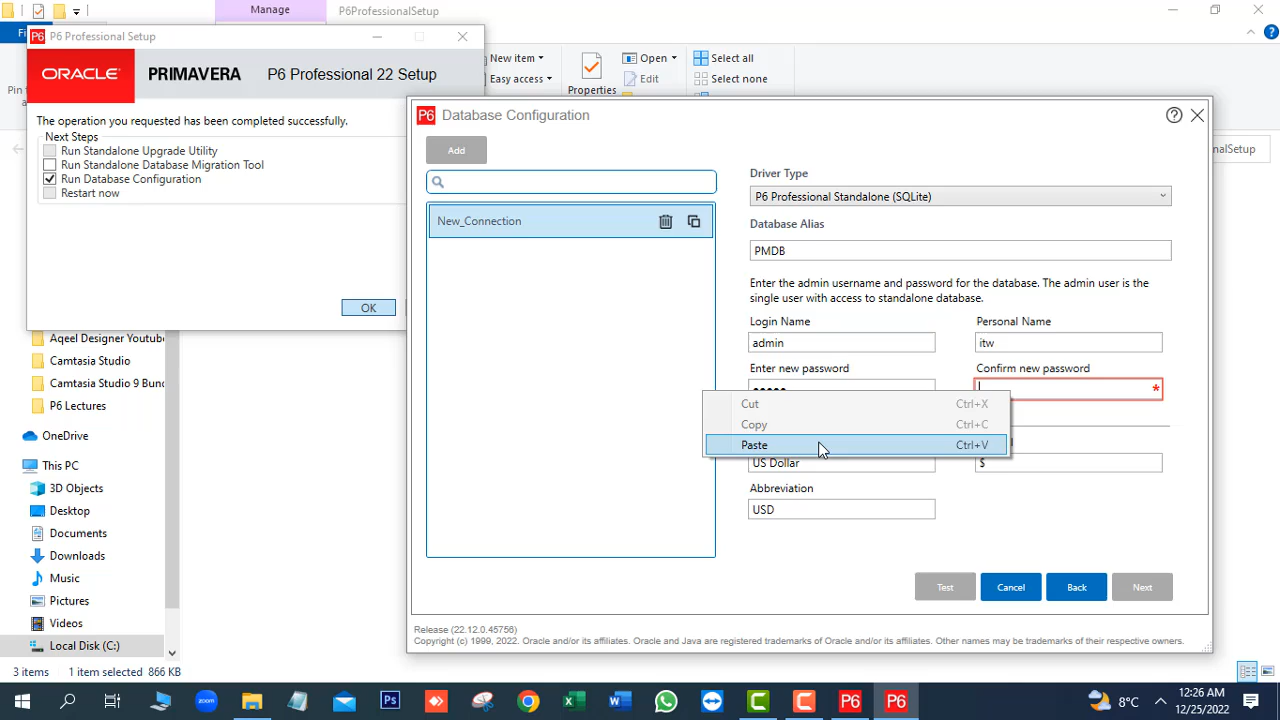 Manage
P6ProfessionalSetup
P6 Professional Setup
Fi
New item
Open
Select all
Easy access
Edit
Select none
Pin
a
Properties
ORACLE
PRIMAVERA
P6 Professional 22 Setup
The operation you requested has been completed successfully.
Next Steps
Run Standalone Upgrade Utility
Run Standalone Database Migration Tool
Run Database Configuration
Restart now
OK
P6 Database Configuration
Add
nalSetup
New_Connection
Driver Type
P6 Professional Standalone (SQLite)
Database Alias
PMDB
Enter the admin username and password for the database. The admin user is the
single user with access to standalone database.
Login Name
Personal Name
admin
itw
Enter new password
Confirm new password
•••••
*
Cut Ctrl+X
Copy Ctrl+C
Paste Ctrl+V
US Dollar
$
Abbreviation
USD
Test
Cancel
Back
Next
Release (22.12.0.45756)
Copyright (c) 1999, 2022. Oracle and/or its affiliates. Oracle and Java are registered trademarks of Oracle and/or its affiliates. Other names may be trademarks of their respective owners.
Aqeel Designer Youtub
Camtasia Studio
Camtasia Studio 9 Bund
P6 Lectures
OneDrive
This PC
3D Objects
Desktop
Documents
Downloads
Music
Pictures
Videos
Local Disk (C:)
3 items
1 item selected 866 KB
zoom
Ps
P6
P6
8°C
12:26 AM
12/25/2022